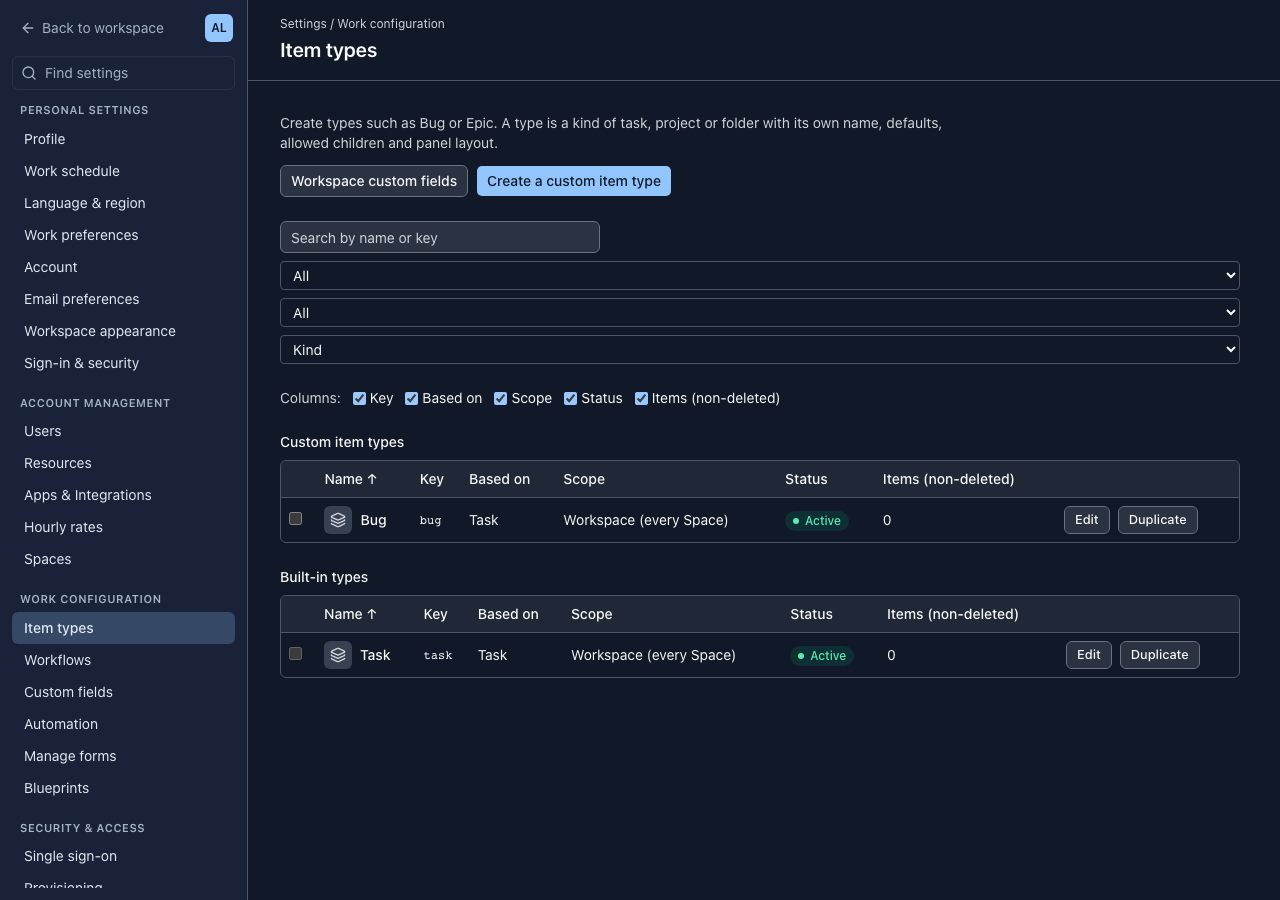 Back to workspace
AL
Find settings
PERSONAL SETTINGS
Profile
Work schedule
Language & region
Work preferences
Account
Email preferences
Workspace appearance
Sign-in & security
ACCOUNT MANAGEMENT
Users
Resources
Apps & Integrations
Hourly rates
Spaces
WORK CONFIGURATION
Item types
Workflows
Custom fields
Automation
Manage forms
Blueprints
SECURITY & ACCESS
Single sign-on
Provisioning
Settings / Work configuration
Item types
Create types such as Bug or Epic. A type is a kind of task, project or folder with its own name, defaults,
allowed children and panel layout.
Workspace custom fields
Create a custom item type
Search by name or key
All
All
Kind
Columns: Key Based on Scope Status Items (non-deleted)
Custom item types
Name ↑ Key Based on Scope Status Items (non-deleted)
Bug bug Task Workspace (every Space) Active 0 Edit Duplicate
Built-in types
Name ↑ Key Based on Scope Status Items (non-deleted)
Task task Task Workspace (every Space) Active 0 Edit Duplicate